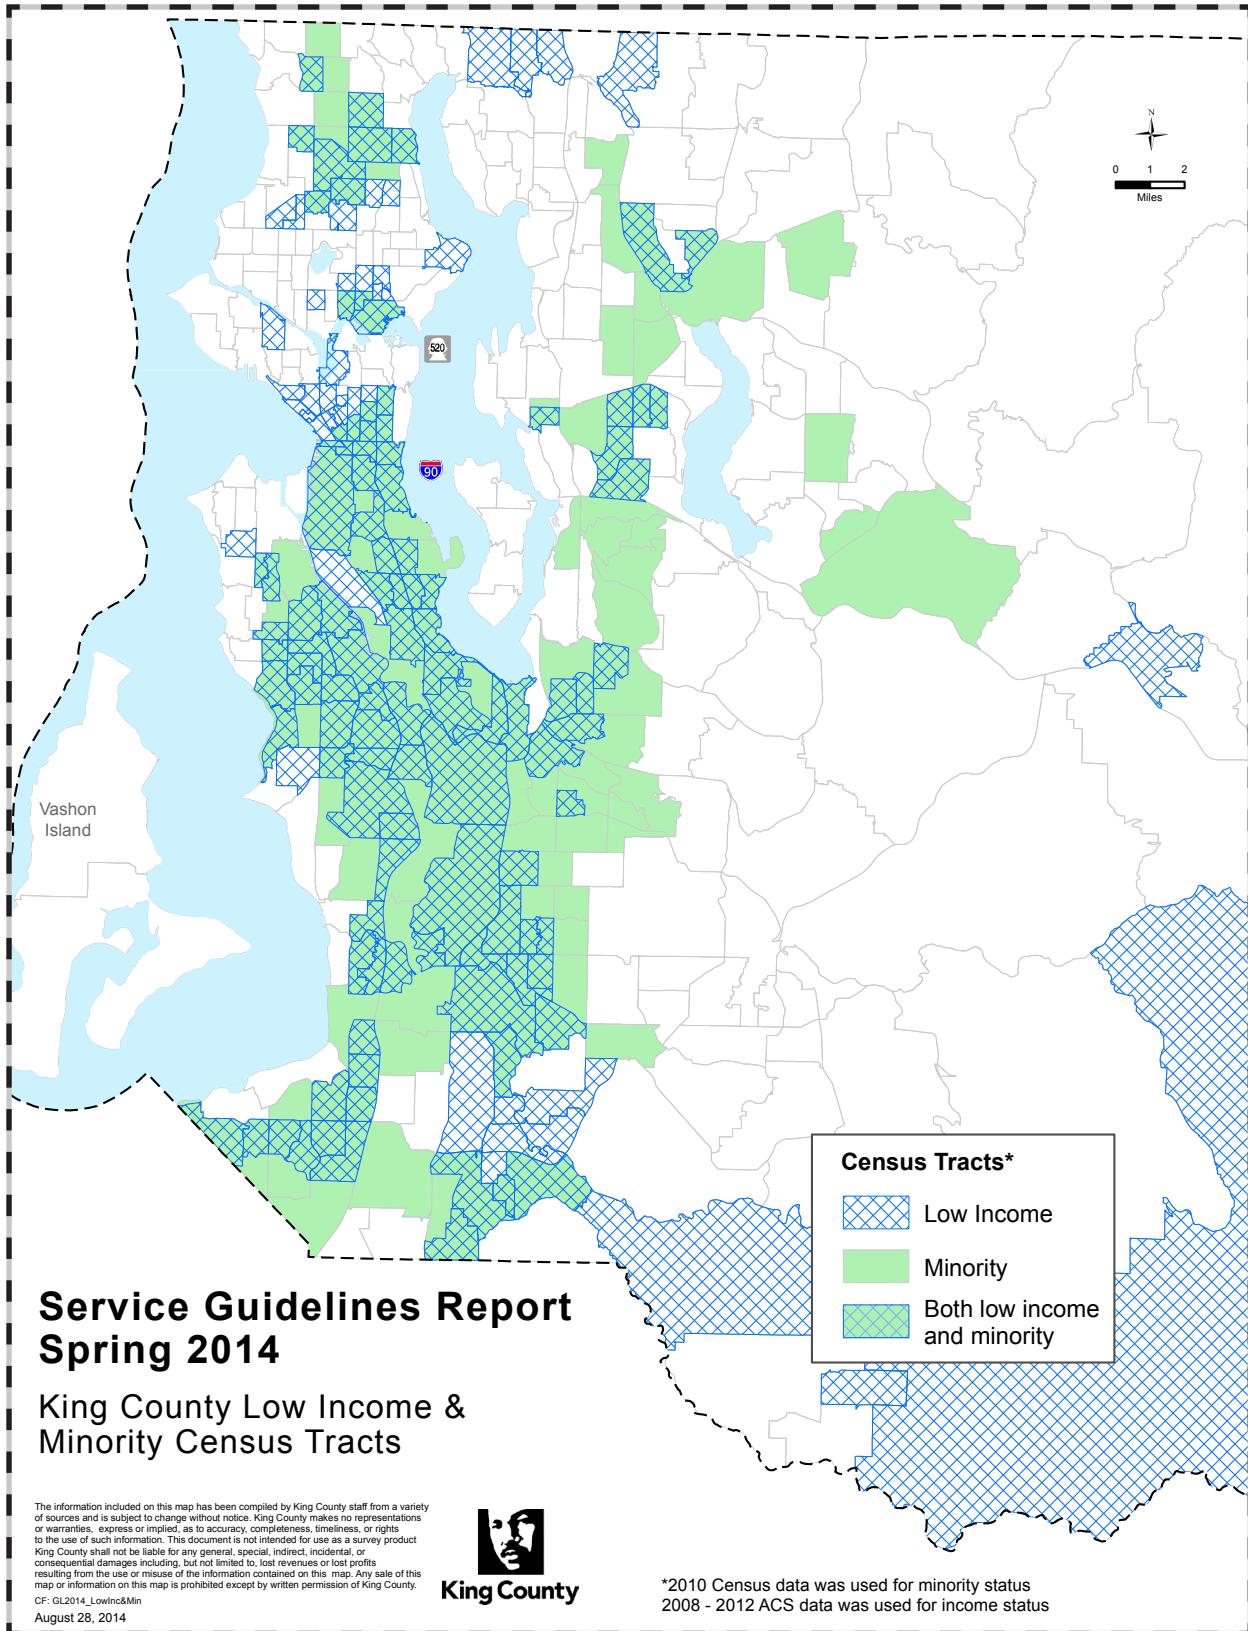 N
0 1 2
Miles
520
90
Vashon
Island
Census Tracts*
Low Income
Minority
Both low income
and minority
Service Guidelines Report
Spring 2014
King County Low Income &
Minority Census Tracts
The information included on this map has been compiled by King County staff from a variety
of sources and is subject to change without notice. King County makes no representations
or warranties, express or implied, as to accuracy, completeness, timeliness, or rights
to the use of such information. This document is not intended for use as a survey product
King County shall not be liable for any general, special, indirect, incidental, or
consequential damages including, but not limited to, lost revenues or lost profits
resulting from the use or misuse of the information contained on this map. Any sale of this
map or information on this map is prohibited except by written permission of King County.
CF: GL2014_LowInc&Min
August 28, 2014
King County
*2010 Census data was used for minority status
2008 - 2012 ACS data was used for income status